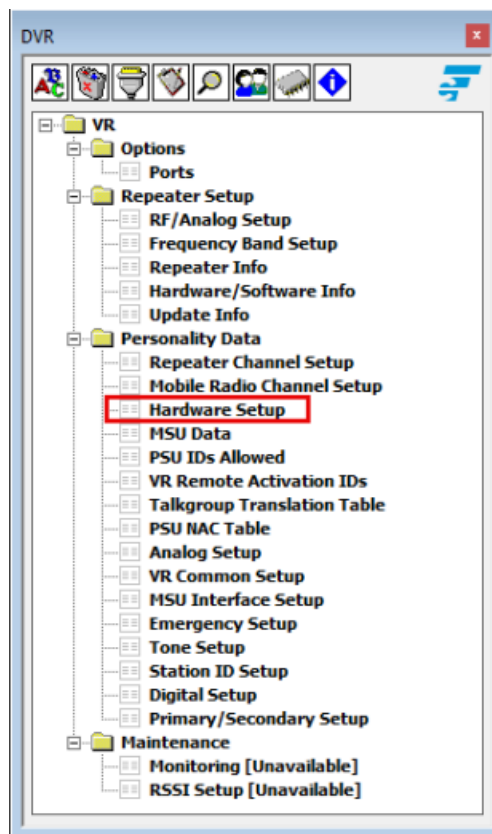 DVR
VR
Options
Ports
Repeater Setup
RF/Analog Setup
Frequency Band Setup
Repeater Info
Hardware/Software Info
Update Info
Personality Data
Repeater Channel Setup
Mobile Radio Channel Setup
Hardware Setup
MSU Data
PSU IDs Allowed
VR Remote Activation IDs
Talkgroup Translation Table
PSU NAC Table
Analog Setup
VR Common Setup
MSU Interface Setup
Emergency Setup
Tone Setup
Station ID Setup
Digital Setup
Primary/Secondary Setup
Maintenance
Monitoring [Unavailable]
RSSI Setup [Unavailable]